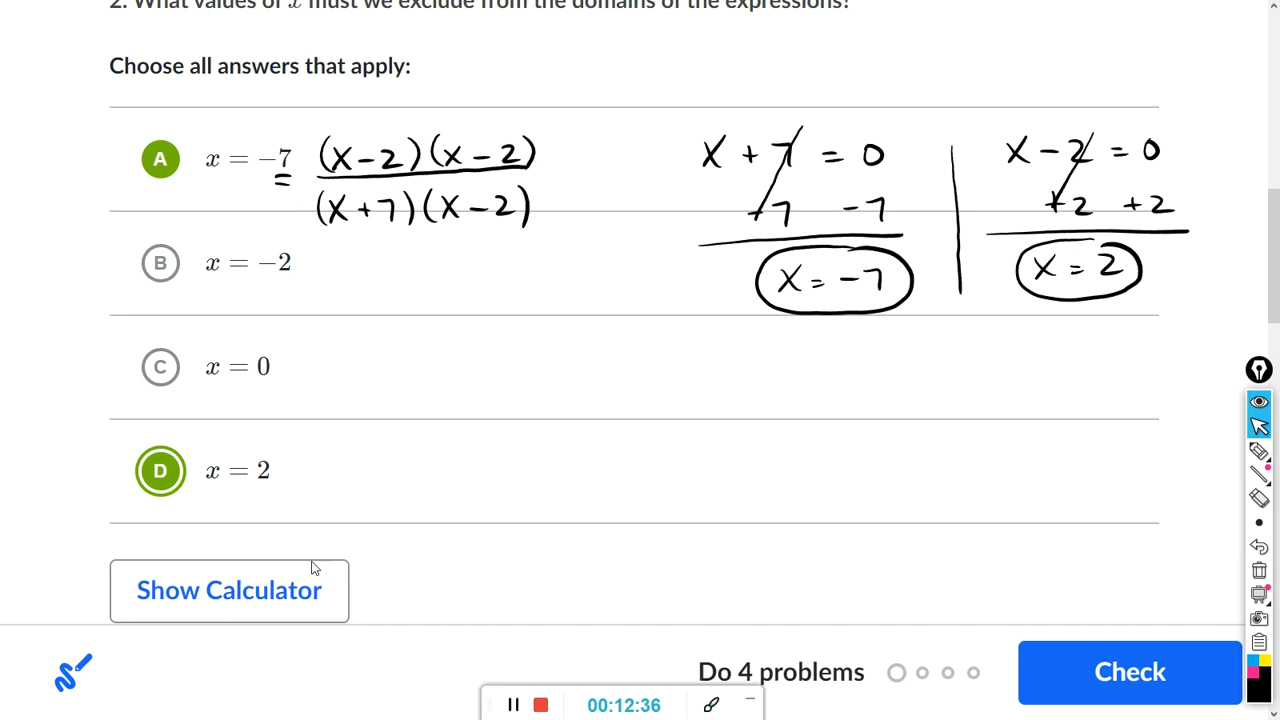 2. What values of x must we exclude from the domains of the expressions?
Choose all answers that apply:
A x = −7
(x−2)(x−2)
(x+7)(x−2)
x + 7 = 0
−7 −7
x = −7
x − 2 = 0
+2 +2
x = 2
B x = −2
C x = 0
D x = 2
Show Calculator
Do 4 problems
Check
00:12:36